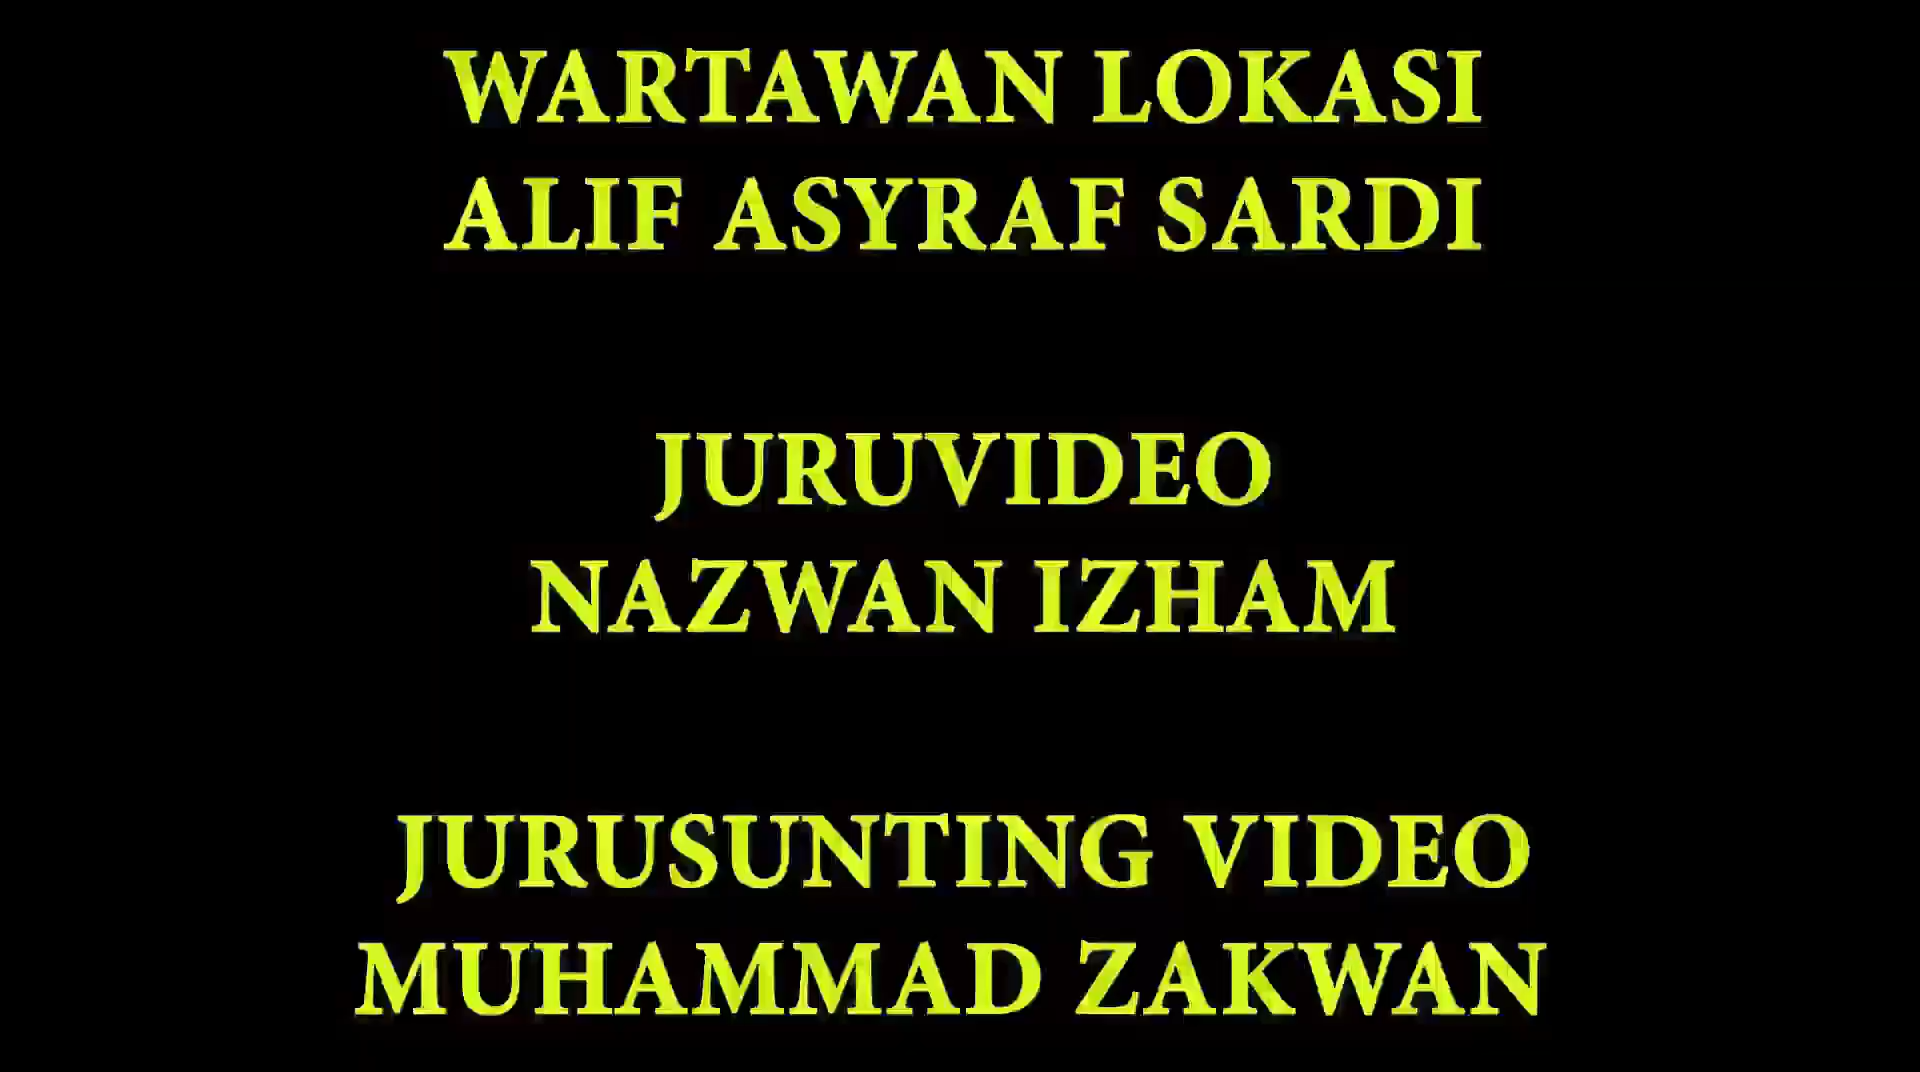 WARTAWAN LOKASI
ALIF ASYRAF SARDI
JURUVIDEO
NAZWAN IZHAM
JURUSUNTING VIDEO
MUHAMMAD ZAKWAN